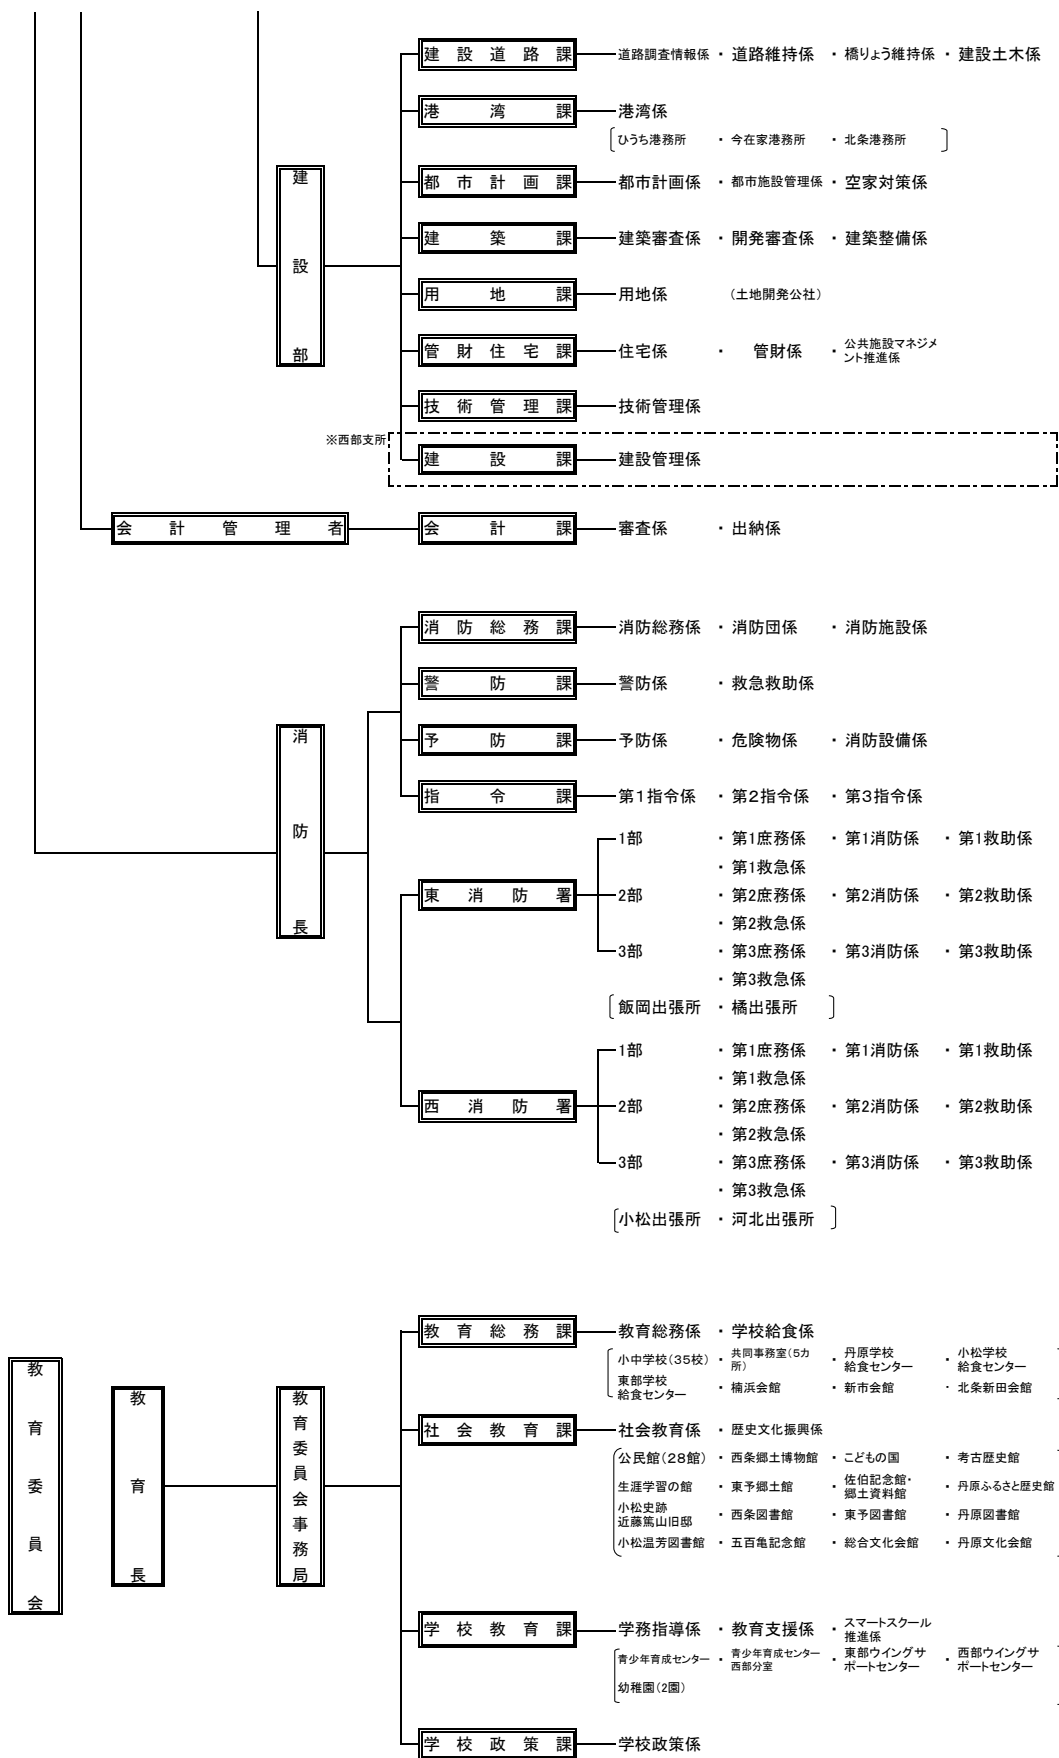 建設部
建設道路課 道路調査情報係 ・ 道路維持係 ・ 橋りょう維持係 ・ 建設土木係
港湾課 港湾係
ひうち港務所 ・ 今在家港務所 ・ 北条港務所
都市計画課 都市計画係 ・ 都市施設管理係 ・ 空家対策係
建築課 建築審査係 ・ 開発審査係 ・ 建築整備係
用地課 用地係 (土地開発公社)
管財住宅課 住宅係 ・ 管財係 ・ 公共施設マネジメ
ント推進係
技術管理課 技術管理係
※西部支所
建設課 建設管理係
会計管理者 会計課 審査係 ・ 出納係
消防長
消防総務課 消防総務係 ・ 消防団係 ・ 消防施設係
警防課 警防係 ・ 救急救助係
予防課 予防係 ・ 危険物係 ・ 消防設備係
指令課 第1指令係 ・ 第2指令係 ・ 第3指令係
東消防署
1部 ・ 第1庶務係 ・ 第1消防係 ・ 第1救助係
・ 第1救急係
2部 ・ 第2庶務係 ・ 第2消防係 ・ 第2救助係
・ 第2救急係
3部 ・ 第3庶務係 ・ 第3消防係 ・ 第3救助係
・ 第3救急係
飯岡出張所 ・ 橘出張所
西消防署
1部 ・ 第1庶務係 ・ 第1消防係 ・ 第1救助係
・ 第1救急係
2部 ・ 第2庶務係 ・ 第2消防係 ・ 第2救助係
・ 第2救急係
3部 ・ 第3庶務係 ・ 第3消防係 ・ 第3救助係
・ 第3救急係
小松出張所 ・ 河北出張所
教育委員会
教育長
教育委員会事務局
教育総務課 教育総務係 ・ 学校給食係
小中学校(35校) ・ 共同事務室(5カ
所) ・ 丹原学校
給食センター ・ 小松学校
給食センター
東部学校
給食センター ・ 楠浜会館 ・ 新市会館 ・ 北条新田会館
社会教育課 社会教育係 ・ 歴史文化振興係
公民館(28館) ・ 西条郷土博物館 ・ こどもの国 ・ 考古歴史館
生涯学習の館 ・ 東予郷土館 ・ 佐伯記念館・
郷土資料館 ・ 丹原ふるさと歴史館
小松史跡
近藤篤山旧邸 ・ 西条図書館 ・ 東予図書館 ・ 丹原図書館
小松温芳図書館 ・ 五百亀記念館 ・ 総合文化会館 ・ 丹原文化会館
学校教育課 学務指導係 ・ 教育支援係 ・ スマートスクール
推進係
青少年育成センター ・ 青少年育成センター
西部分室 ・ 東部ウイングサ
ポートセンター ・ 西部ウイングサ
ポートセンター
幼稚園(2園)
学校政策課 学校政策係